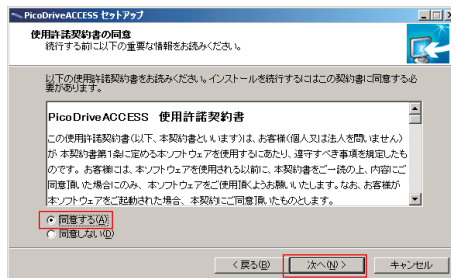 PicoDriveACCESS セットアップ
使用許諾契約書の同意
続行する前に以下の重要な情報をお読みください。
以下の使用許諾契約書をお読みください。インストールを続行するにはこの契約書に同意する必
要があります。
PicoDriveACCESS 使用許諾契約書
この使用許諾契約書(以下、本契約書といいます)は、お客様(個人又は法人を問いません)
が 本契約書第1条に定める本ソフトウェアを使用するにあたり、遵守すべき事項を規定したも
のです。お客様には、本ソフトウェアを使用される以前に、本契約書をご一読の上、内容にご
同意頂いた場合にのみ、本ソフトウェアをご使用頂くようお願いいたします。なお、お客様が
本ソフトウェアをご起動された場合、本契約にご同意頂いたものとします。
同意する(A)
同意しない(D)
< 戻る(B)
次へ(N) >
キャンセル